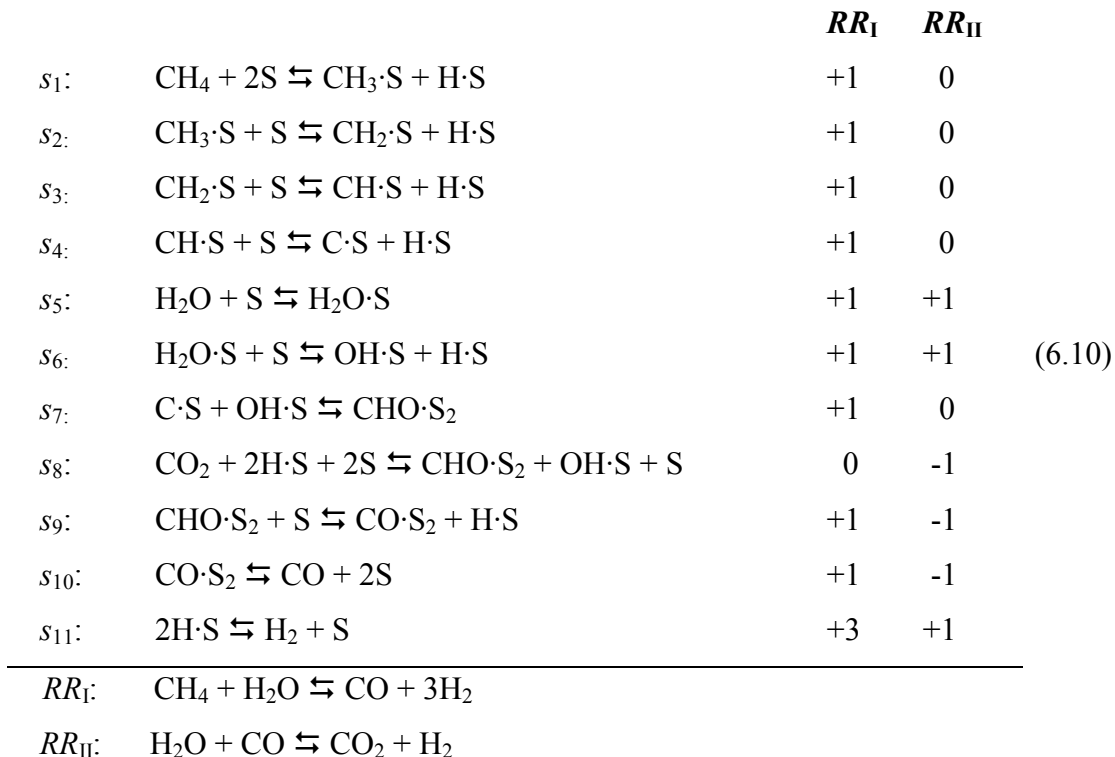 RR_I RR_II
s₁: CH₄ + 2S ⇆ CH₃·S + H·S +1 0
s₂: CH₃·S + S ⇆ CH₂·S + H·S +1 0
s₃: CH₂·S + S ⇆ CH·S + H·S +1 0
s₄: CH·S + S ⇆ C·S + H·S +1 0
s₅: H₂O + S ⇆ H₂O·S +1 +1
s₆: H₂O·S + S ⇆ OH·S + H·S +1 +1 (6.10)
s₇: C·S + OH·S ⇆ CHO·S₂ +1 0
s₈: CO₂ + 2H·S + 2S ⇆ CHO·S₂ + OH·S + S 0 -1
s₉: CHO·S₂ + S ⇆ CO·S₂ + H·S +1 -1
s₁₀: CO·S₂ ⇆ CO + 2S +1 -1
s₁₁: 2H·S ⇆ H₂ + S +3 +1
RR_I: CH₄ + H₂O ⇆ CO + 3H₂
RR_II: H₂O + CO ⇆ CO₂ + H₂